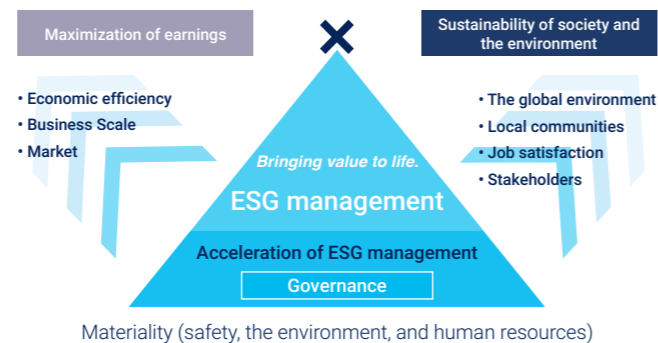 Maximization of earnings
Sustainability of society and
the environment
• Economic efficiency
• Business Scale
• Market
• The global environment
• Local communities
• Job satisfaction
• Stakeholders
Bringing value to life.
ESG management
Acceleration of ESG management
Governance
Materiality (safety, the environment, and human resources)